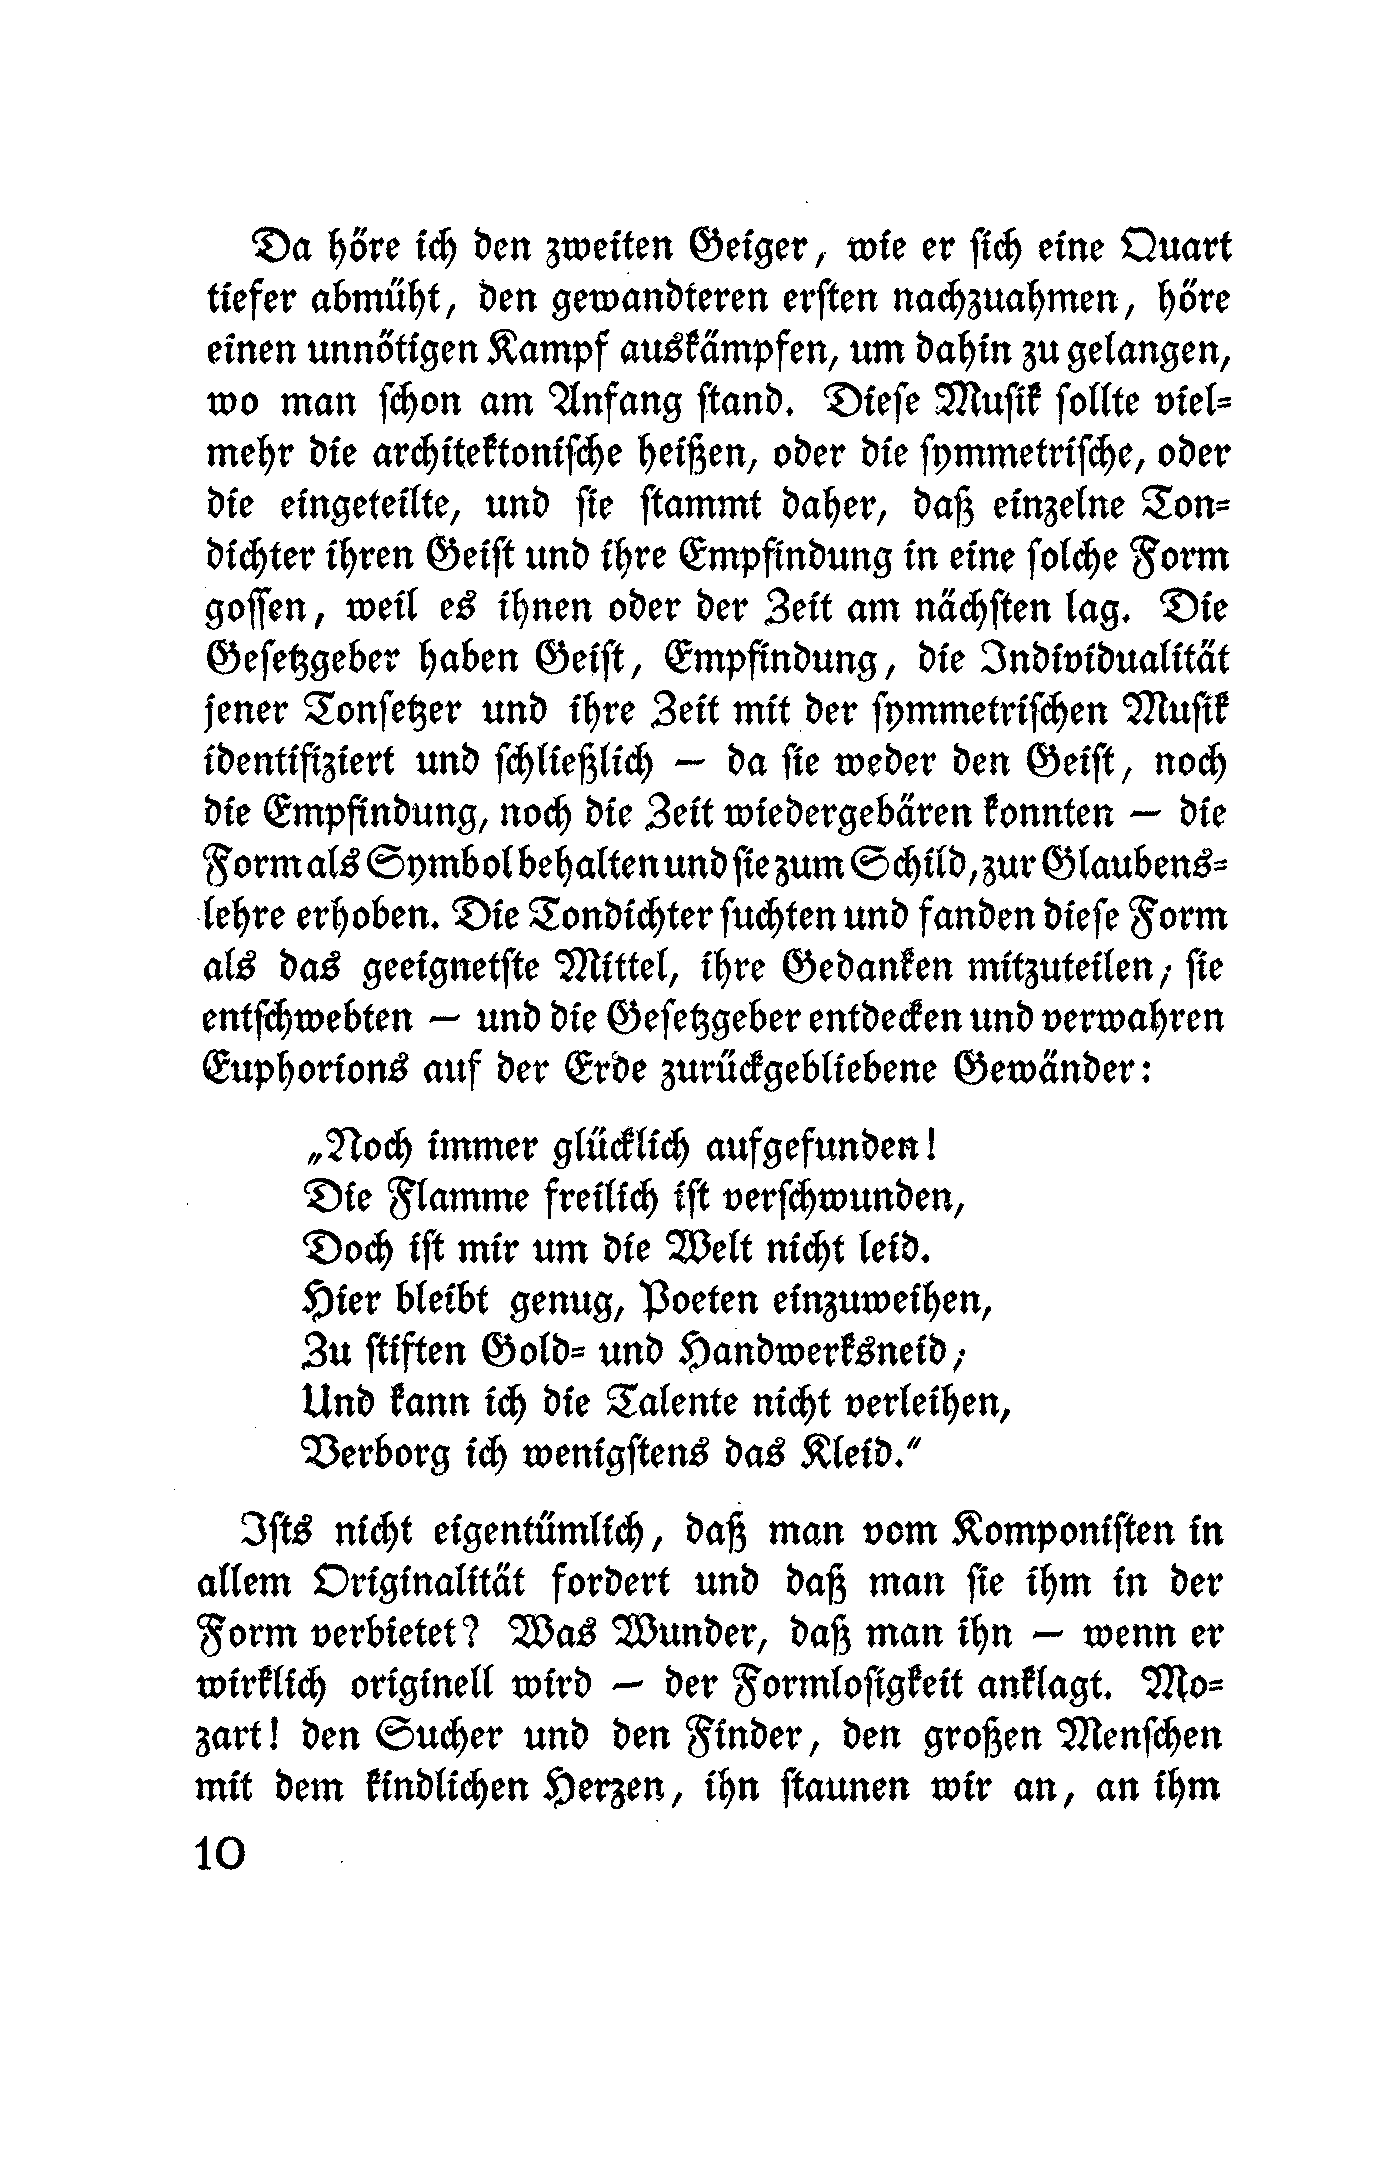 Da höre ich den zweiten Geiger, wie er sich eine Quart
tiefer abmüht, den gewandteren ersten nachzuahmen, höre
einen unnötigen Kampf auskämpfen, um dahin zu gelangen,
wo man schon am Anfang stand. Diese Musik sollte viel-
mehr die architektonische heißen, oder die symmetrische, oder
die eingeteilte, und sie stammt daher, daß einzelne Ton-
dichter ihren Geist und ihre Empfindung in eine solche Form
gossen, weil es ihnen oder der Zeit am nächsten lag. Die
Gesetzgeber haben Geist, Empfindung, die Individualität
jener Tonsetzer und ihre Zeit mit der symmetrischen Musik
identifiziert und schließlich — da sie weder den Geist, noch
die Empfindung, noch die Zeit wiedergebären konnten — die
Form als Symbol behalten und sie zum Schild, zur Glaubens-
lehre erhoben. Die Tondichter suchten und fanden diese Form
als das geeignetste Mittel, ihre Gedanken mitzuteilen; sie
entschwebten — und die Gesetzgeber entdecken und verwahren
Euphorions auf der Erde zurückgebliebene Gewänder:
„Noch immer glücklich aufgefunden!
Die Flamme freilich ist verschwunden,
Doch ist mir um die Welt nicht leid.
Hier bleibt genug, Poeten einzuweihen,
Zu stiften Gold- und Handwerksneid;
Und kann ich die Talente nicht verleihen,
Verborg ich wenigstens das Kleid.“
Ists nicht eigentümlich, daß man vom Komponisten in
allem Originalität fordert und daß man sie ihm in der
Form verbietet? Was Wunder, daß man ihn — wenn er
wirklich originell wird — der Formlosigkeit anklagt. Mo-
zart! den Sucher und den Finder, den großen Menschen
mit dem kindlichen Herzen, ihn staunen wir an, an ihm
10